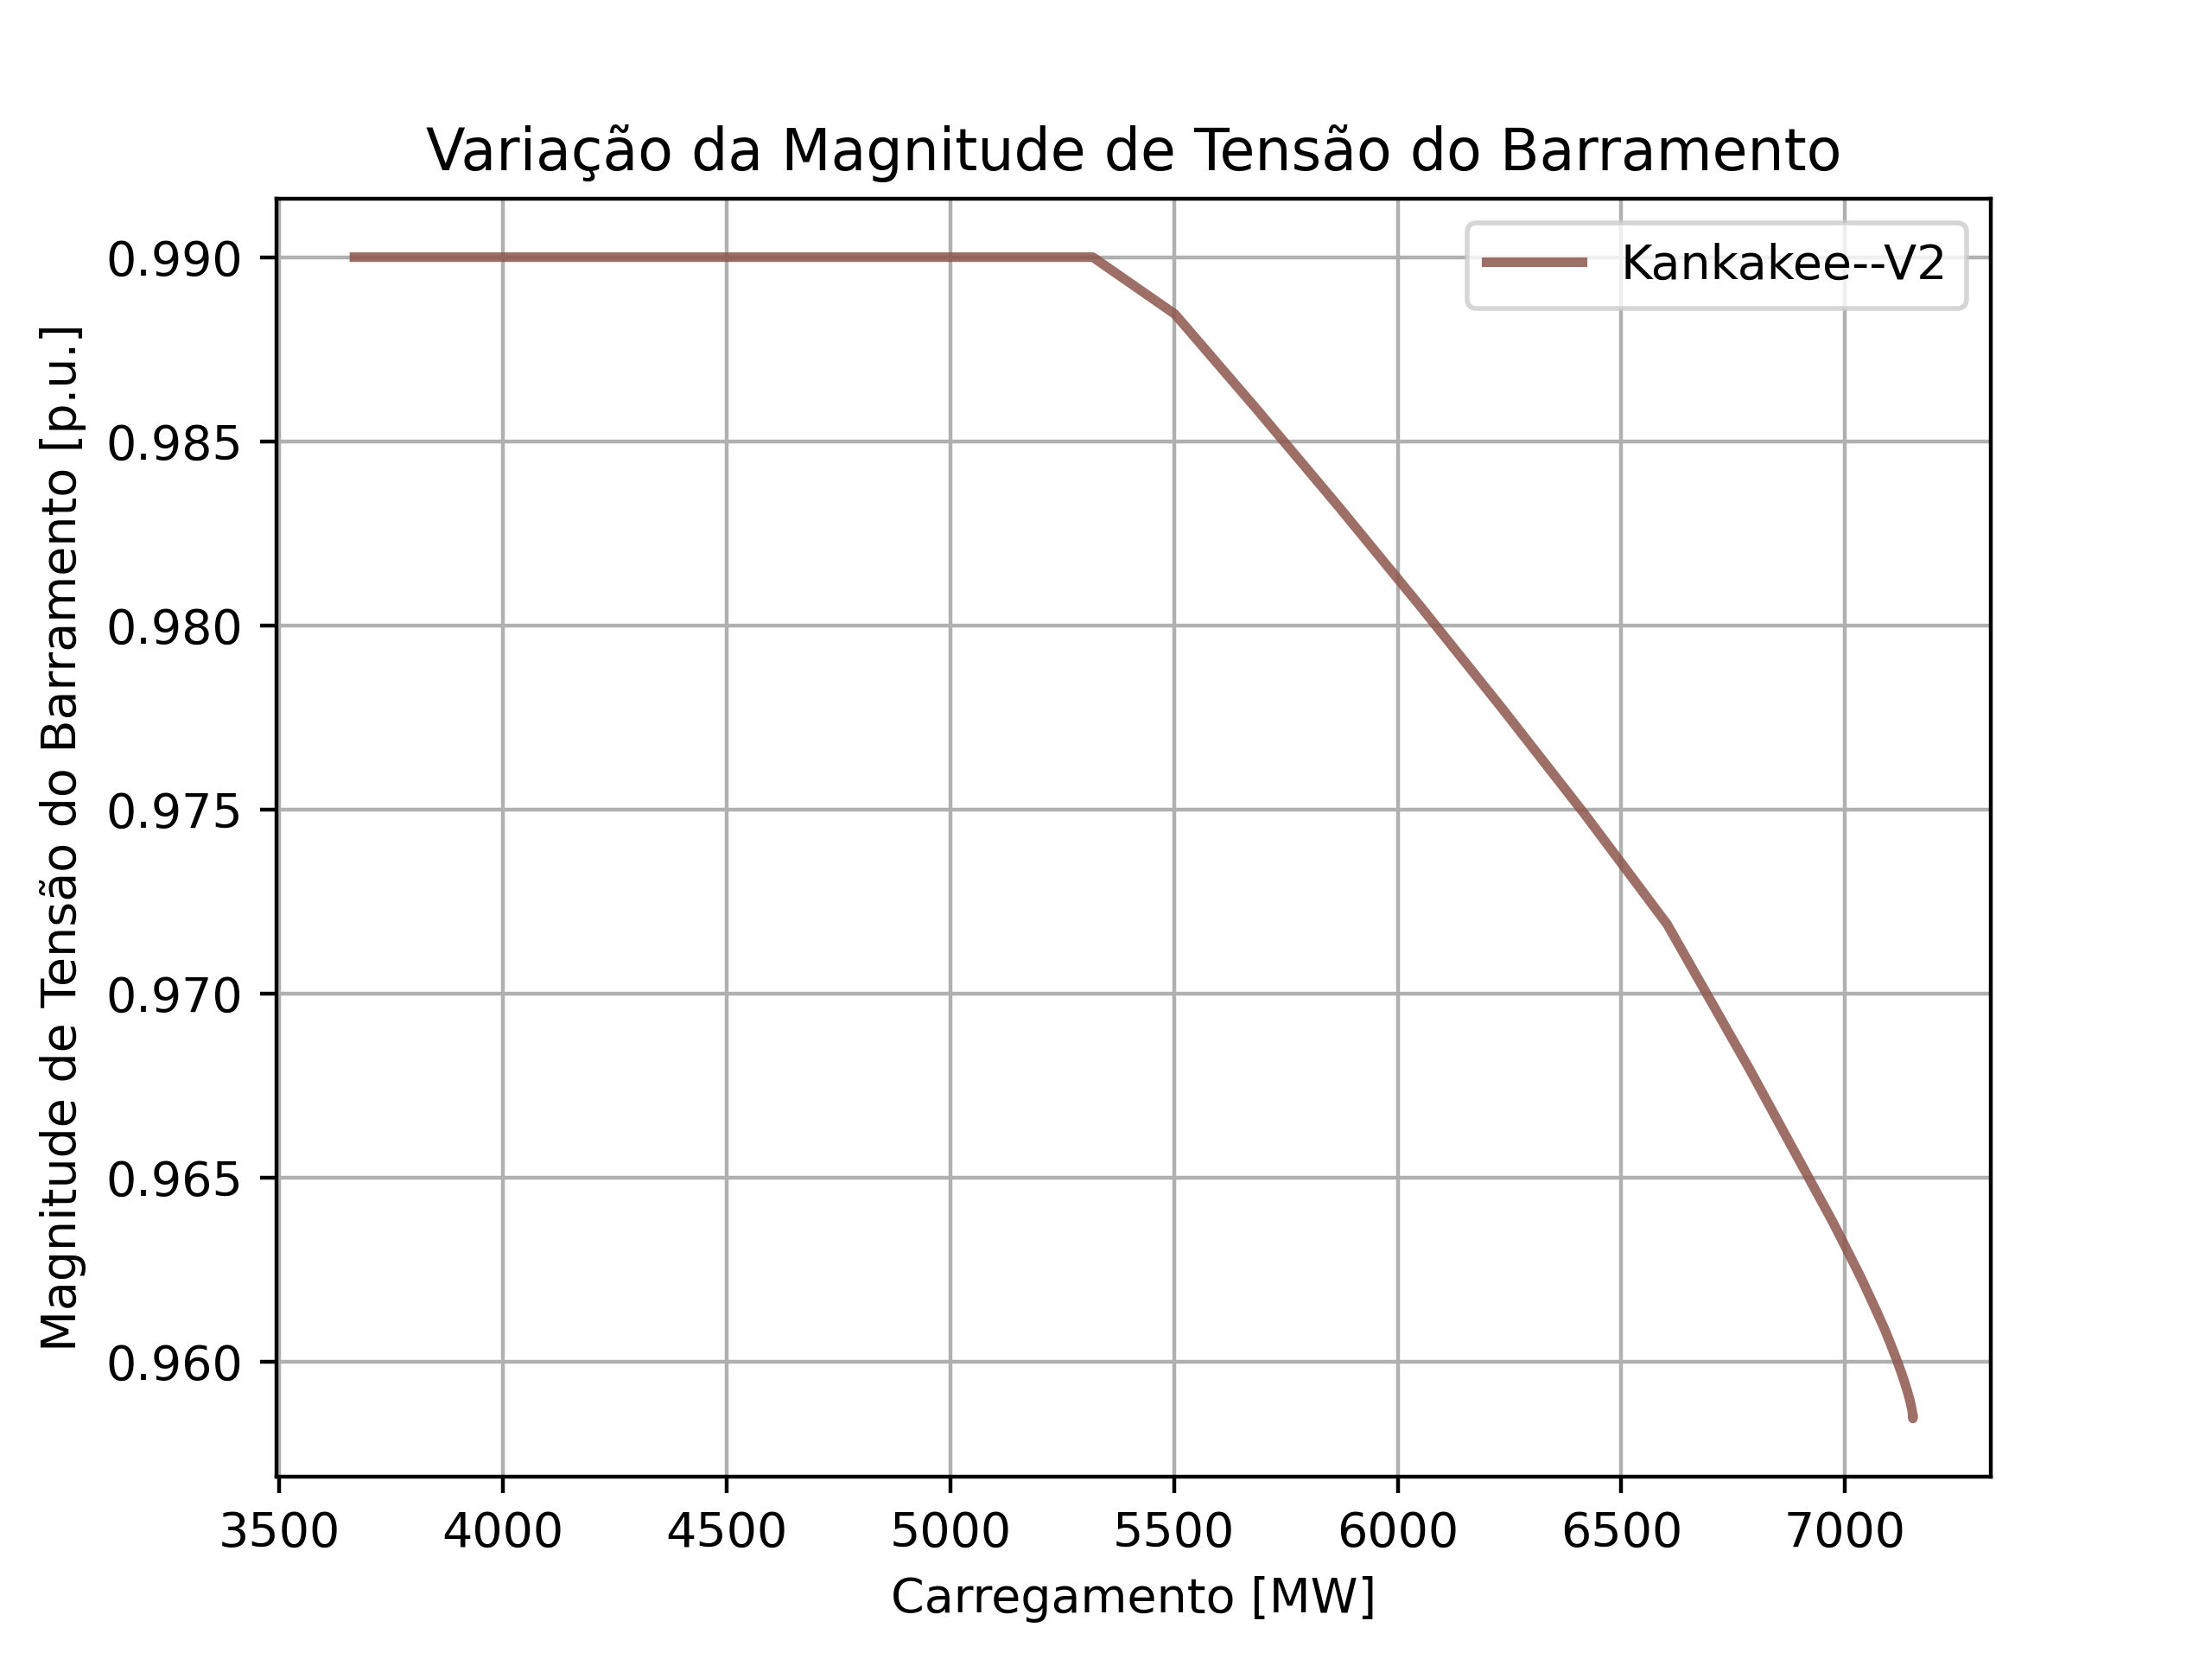 Variação da Magnitude de Tensão do Barramento
Kankakee--V2
Magnitude de Tensão do Barramento [p.u.]
0.990
0.985
0.980
0.975
0.970
0.965
0.960
3500 4000 4500 5000 5500 6000 6500 7000
Carregamento [MW]